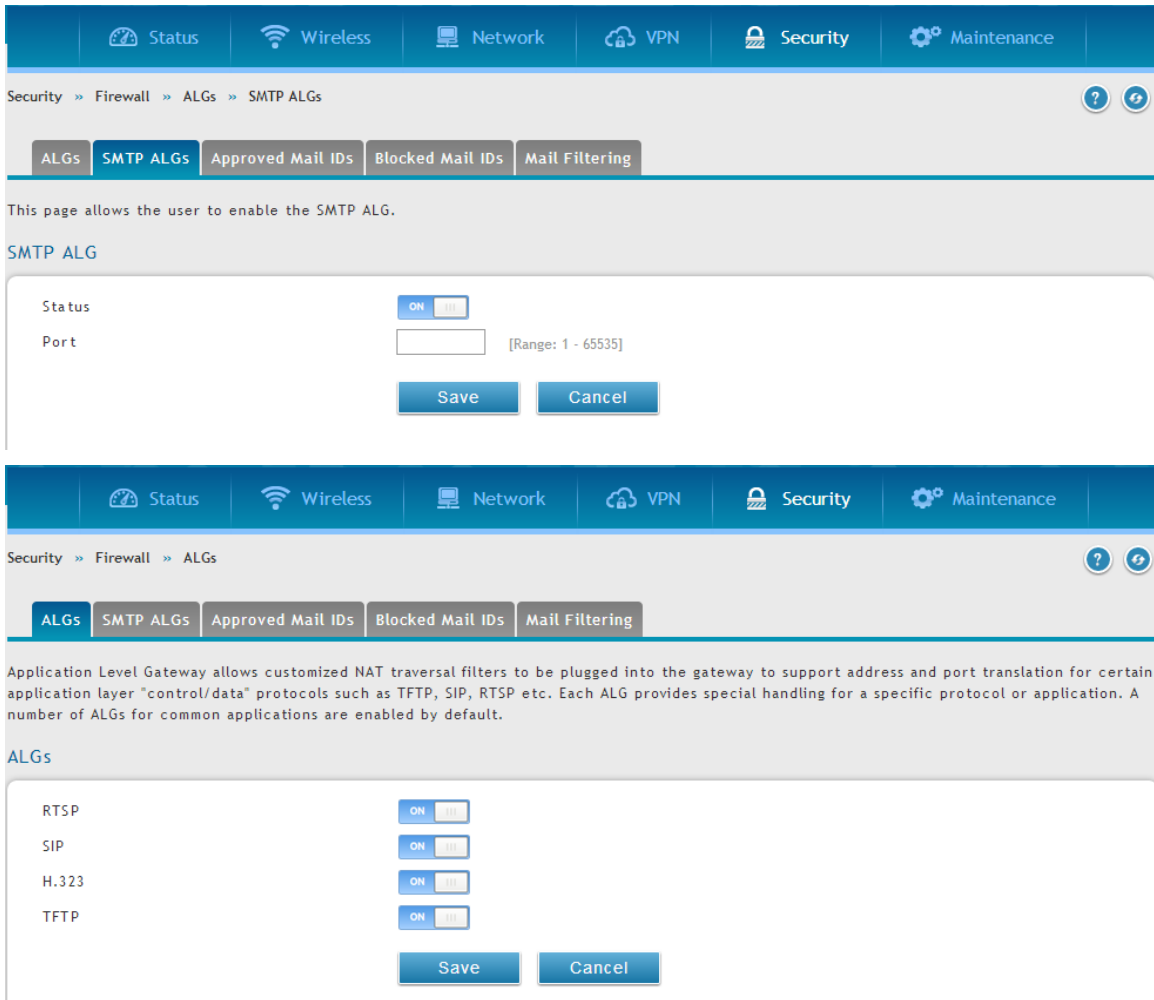 Status Wireless Network VPN Security Maintenance
Security » Firewall » ALGs » SMTP ALGs
ALGs SMTP ALGs Approved Mail IDs Blocked Mail IDs Mail Filtering
This page allows the user to enable the SMTP ALG.
SMTP ALG
Status ON
Port [Range: 1 - 65535]
Save Cancel
Status Wireless Network VPN Security Maintenance
Security » Firewall » ALGs
ALGs SMTP ALGs Approved Mail IDs Blocked Mail IDs Mail Filtering
Application Level Gateway allows customized NAT traversal filters to be plugged into the gateway to support address and port translation for certain
application layer "control/data" protocols such as TFTP, SIP, RTSP etc. Each ALG provides special handling for a specific protocol or application. A
number of ALGs for common applications are enabled by default.
ALGs
RTSP ON
SIP ON
H.323 ON
TFTP ON
Save Cancel